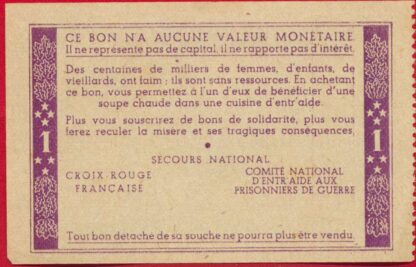 CE BON N'A AUCUNE VALEUR MONÉTAIRE
Il ne représente pas de capital, il ne rapporte pas d'intérêt.
Des centaines de milliers de femmes, d'enfants, de
vieillards, ont faim : ils sont sans ressources. En achetant
ce bon, vous permettez à l'un d'eux de bénéficier d'une
soupe chaude dans une cuisine d'entr'aide.
Plus vous souscrirez de bons de solidarité, plus vous
ferez reculer la misère et ses tragiques conséquences.
1
1
SECOURS NATIONAL
CROIX-ROUGE
FRANÇAISE
COMITÉ NATIONAL
D'ENTR'AIDE AUX
PRISONNIERS DE GUERRE
Tout bon détaché de sa souche ne pourra plus être vendu.